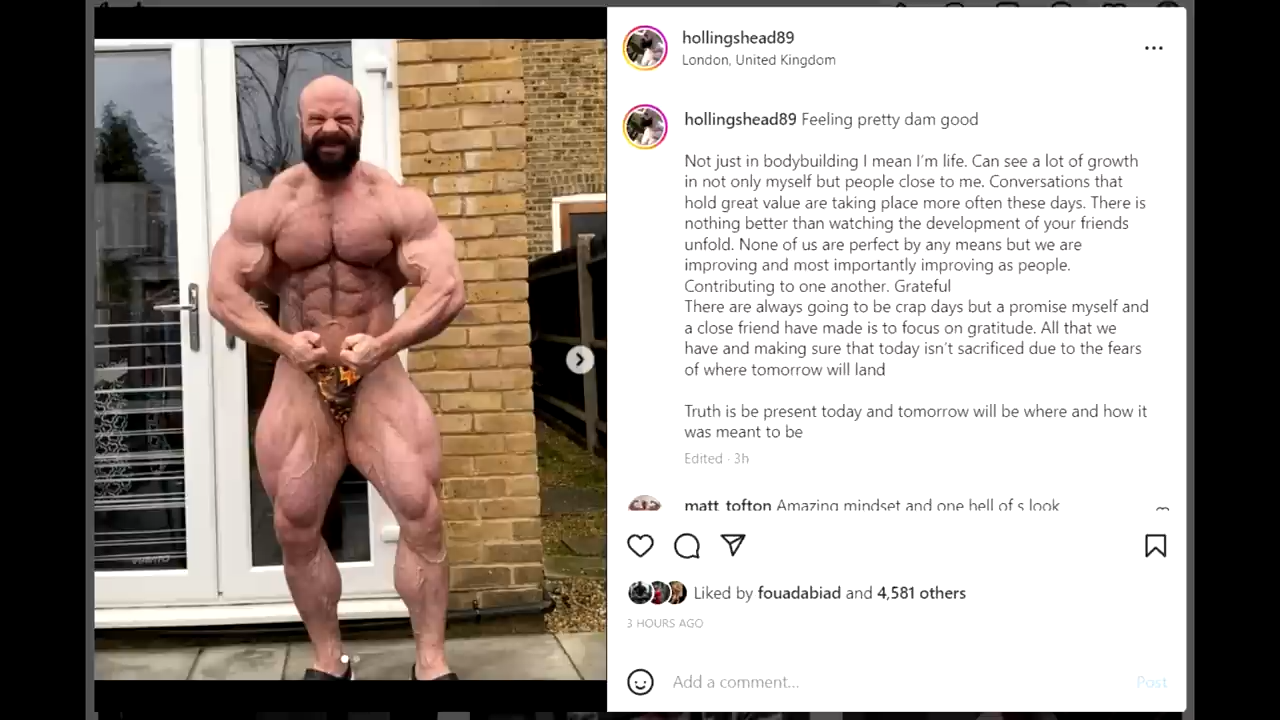 hollingshead89
London, United Kingdom
hollingshead89 Feeling pretty dam good
Not just in bodybuilding I mean I'm life. Can see a lot of growth
in not only myself but people close to me. Conversations that
hold great value are taking place more often these days. There is
nothing better than watching the development of your friends
unfold. None of us are perfect by any means but we are
improving and most importantly improving as people.
Contributing to one another. Grateful
There are always going to be crap days but a promise myself and
a close friend have made is to focus on gratitude. All that we
have and making sure that today isn't sacrificed due to the fears
of where tomorrow will land
Truth is be present today and tomorrow will be where and how it
was meant to be
Edited · 3h
matt_tofton Amazing mindset and one hell of s look
Liked by fouadabiad and 4,581 others
3 HOURS AGO
Add a comment...
Post